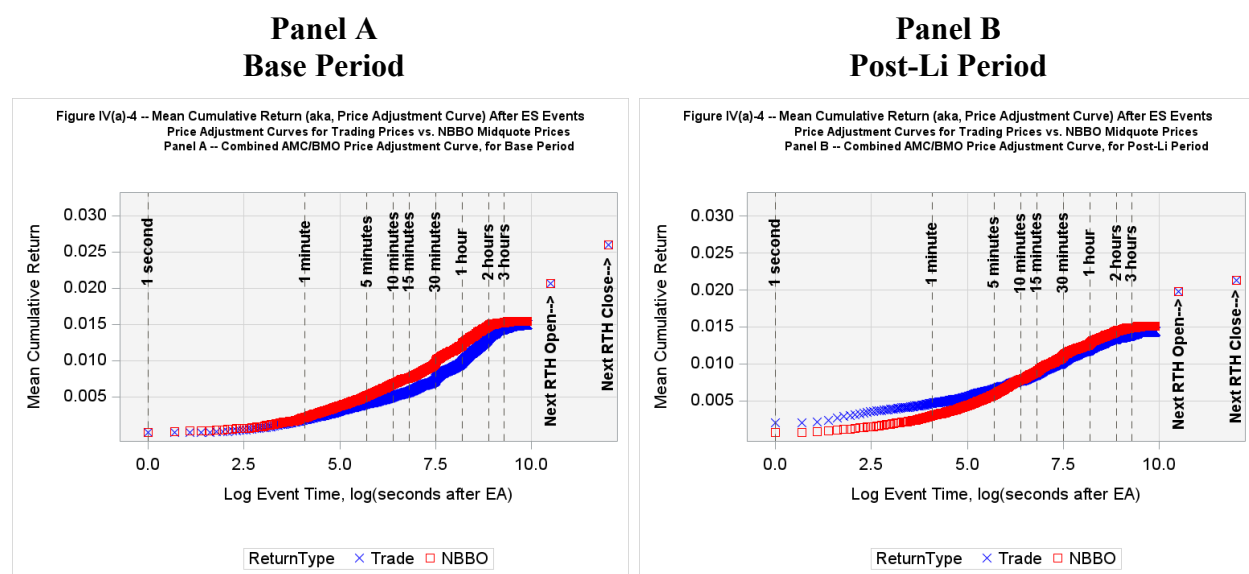 Panel A
Base Period
Figure IV(a)-4 -- Mean Cumulative Return (aka, Price Adjustment Curve) After ES Events
Price Adjustment Curves for Trading Prices vs. NBBO Midquote Prices
Panel A -- Combined AMC/BMO Price Adjustment Curve, for Base Period
Mean Cumulative Return
0.030
0.025
0.020
0.015
0.010
0.005
1 second
1 minute
5 minutes
10 minutes
15 minutes
30 minutes
1 hour
2 hours
3 hours
Next RTH Open-->
Next RTH Close-->
0.0
2.5
5.0
7.5
10.0
Log Event Time, log(seconds after EA)
ReturnType Trade NBBO
Panel B
Post-Li Period
Figure IV(a)-4 -- Mean Cumulative Return (aka, Price Adjustment Curve) After ES Events
Price Adjustment Curves for Trading Prices vs. NBBO Midquote Prices
Panel B -- Combined AMC/BMO Price Adjustment Curve, for Post-Li Period
Mean Cumulative Return
0.030
0.025
0.020
0.015
0.010
0.005
1 second
1 minute
5 minutes
10 minutes
15 minutes
30 minutes
1 hour
2 hours
3 hours
Next RTH Open-->
Next RTH Close-->
0.0
2.5
5.0
7.5
10.0
Log Event Time, log(seconds after EA)
ReturnType Trade NBBO